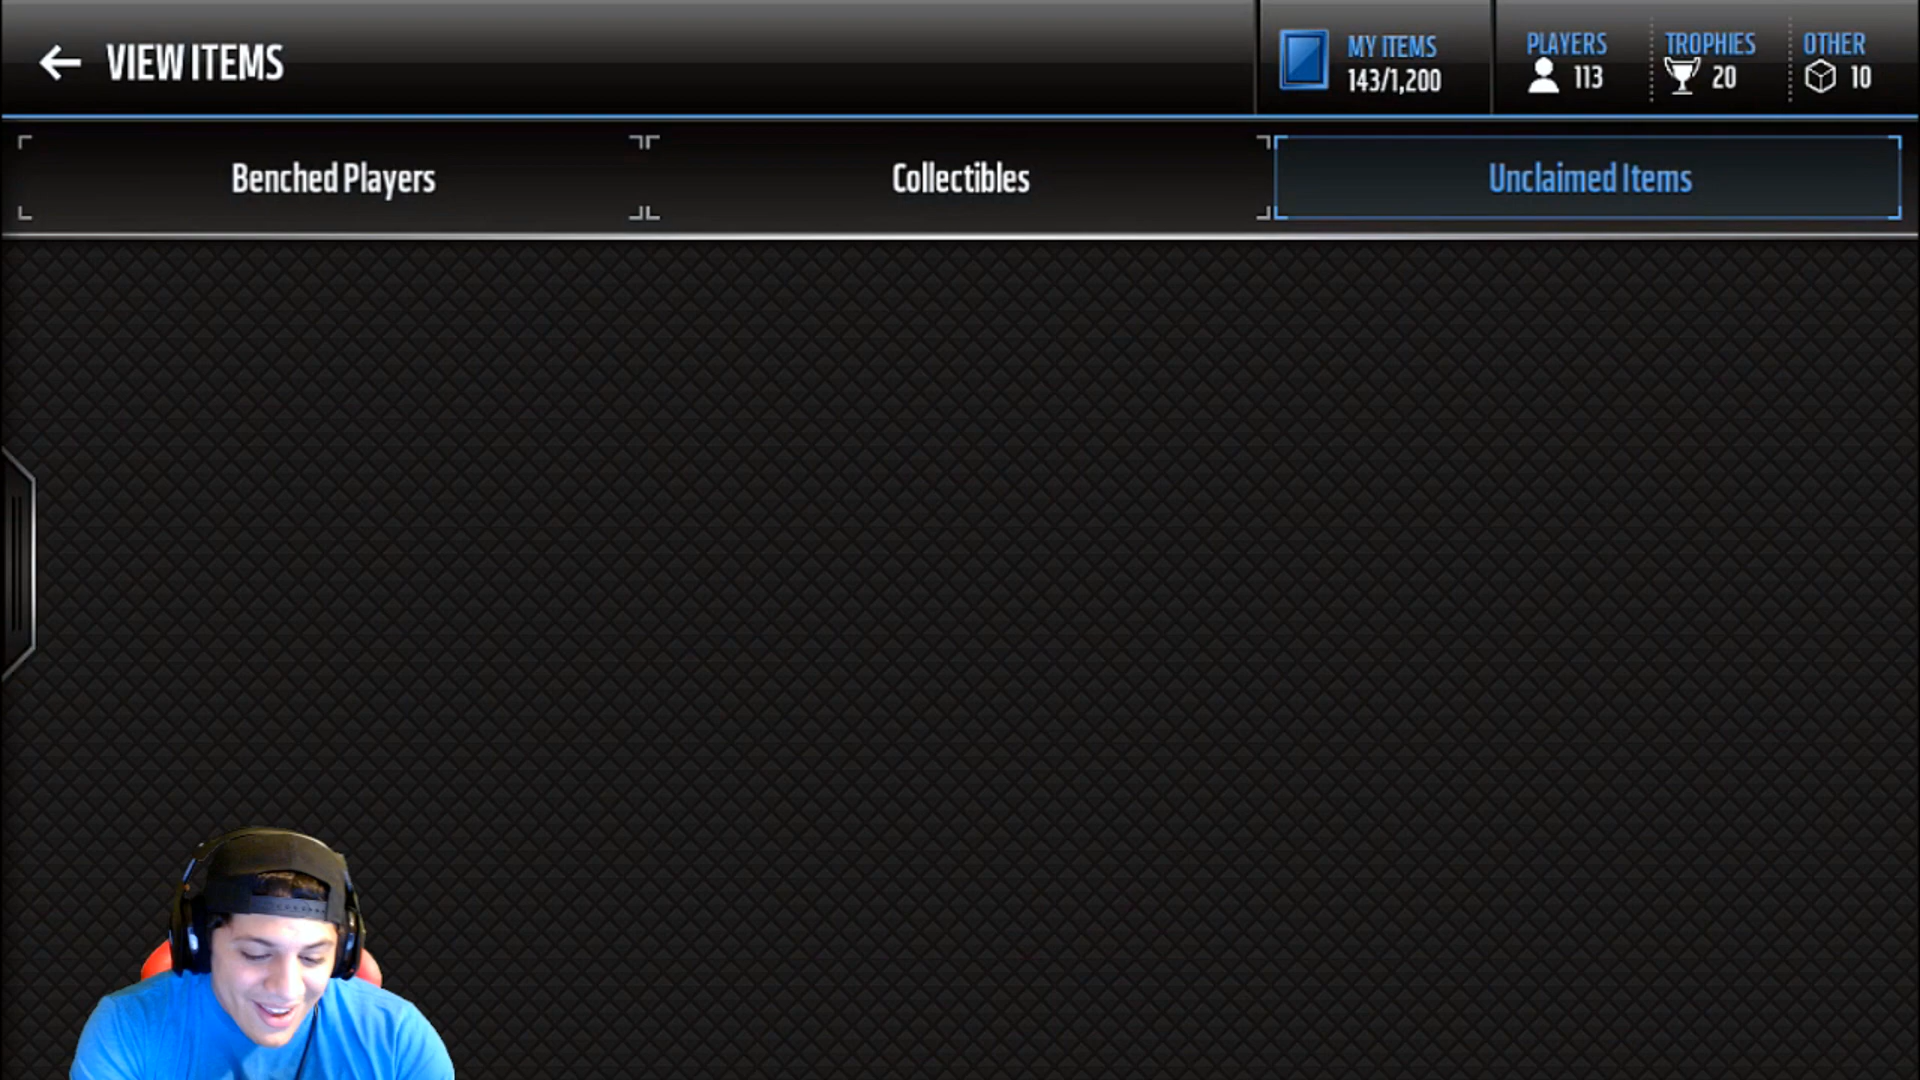 VIEW ITEMS
MY ITEMS
143/1,200
PLAYERS
113
TROPHIES
20
OTHER
10
Benched Players
Collectibles
Unclaimed Items